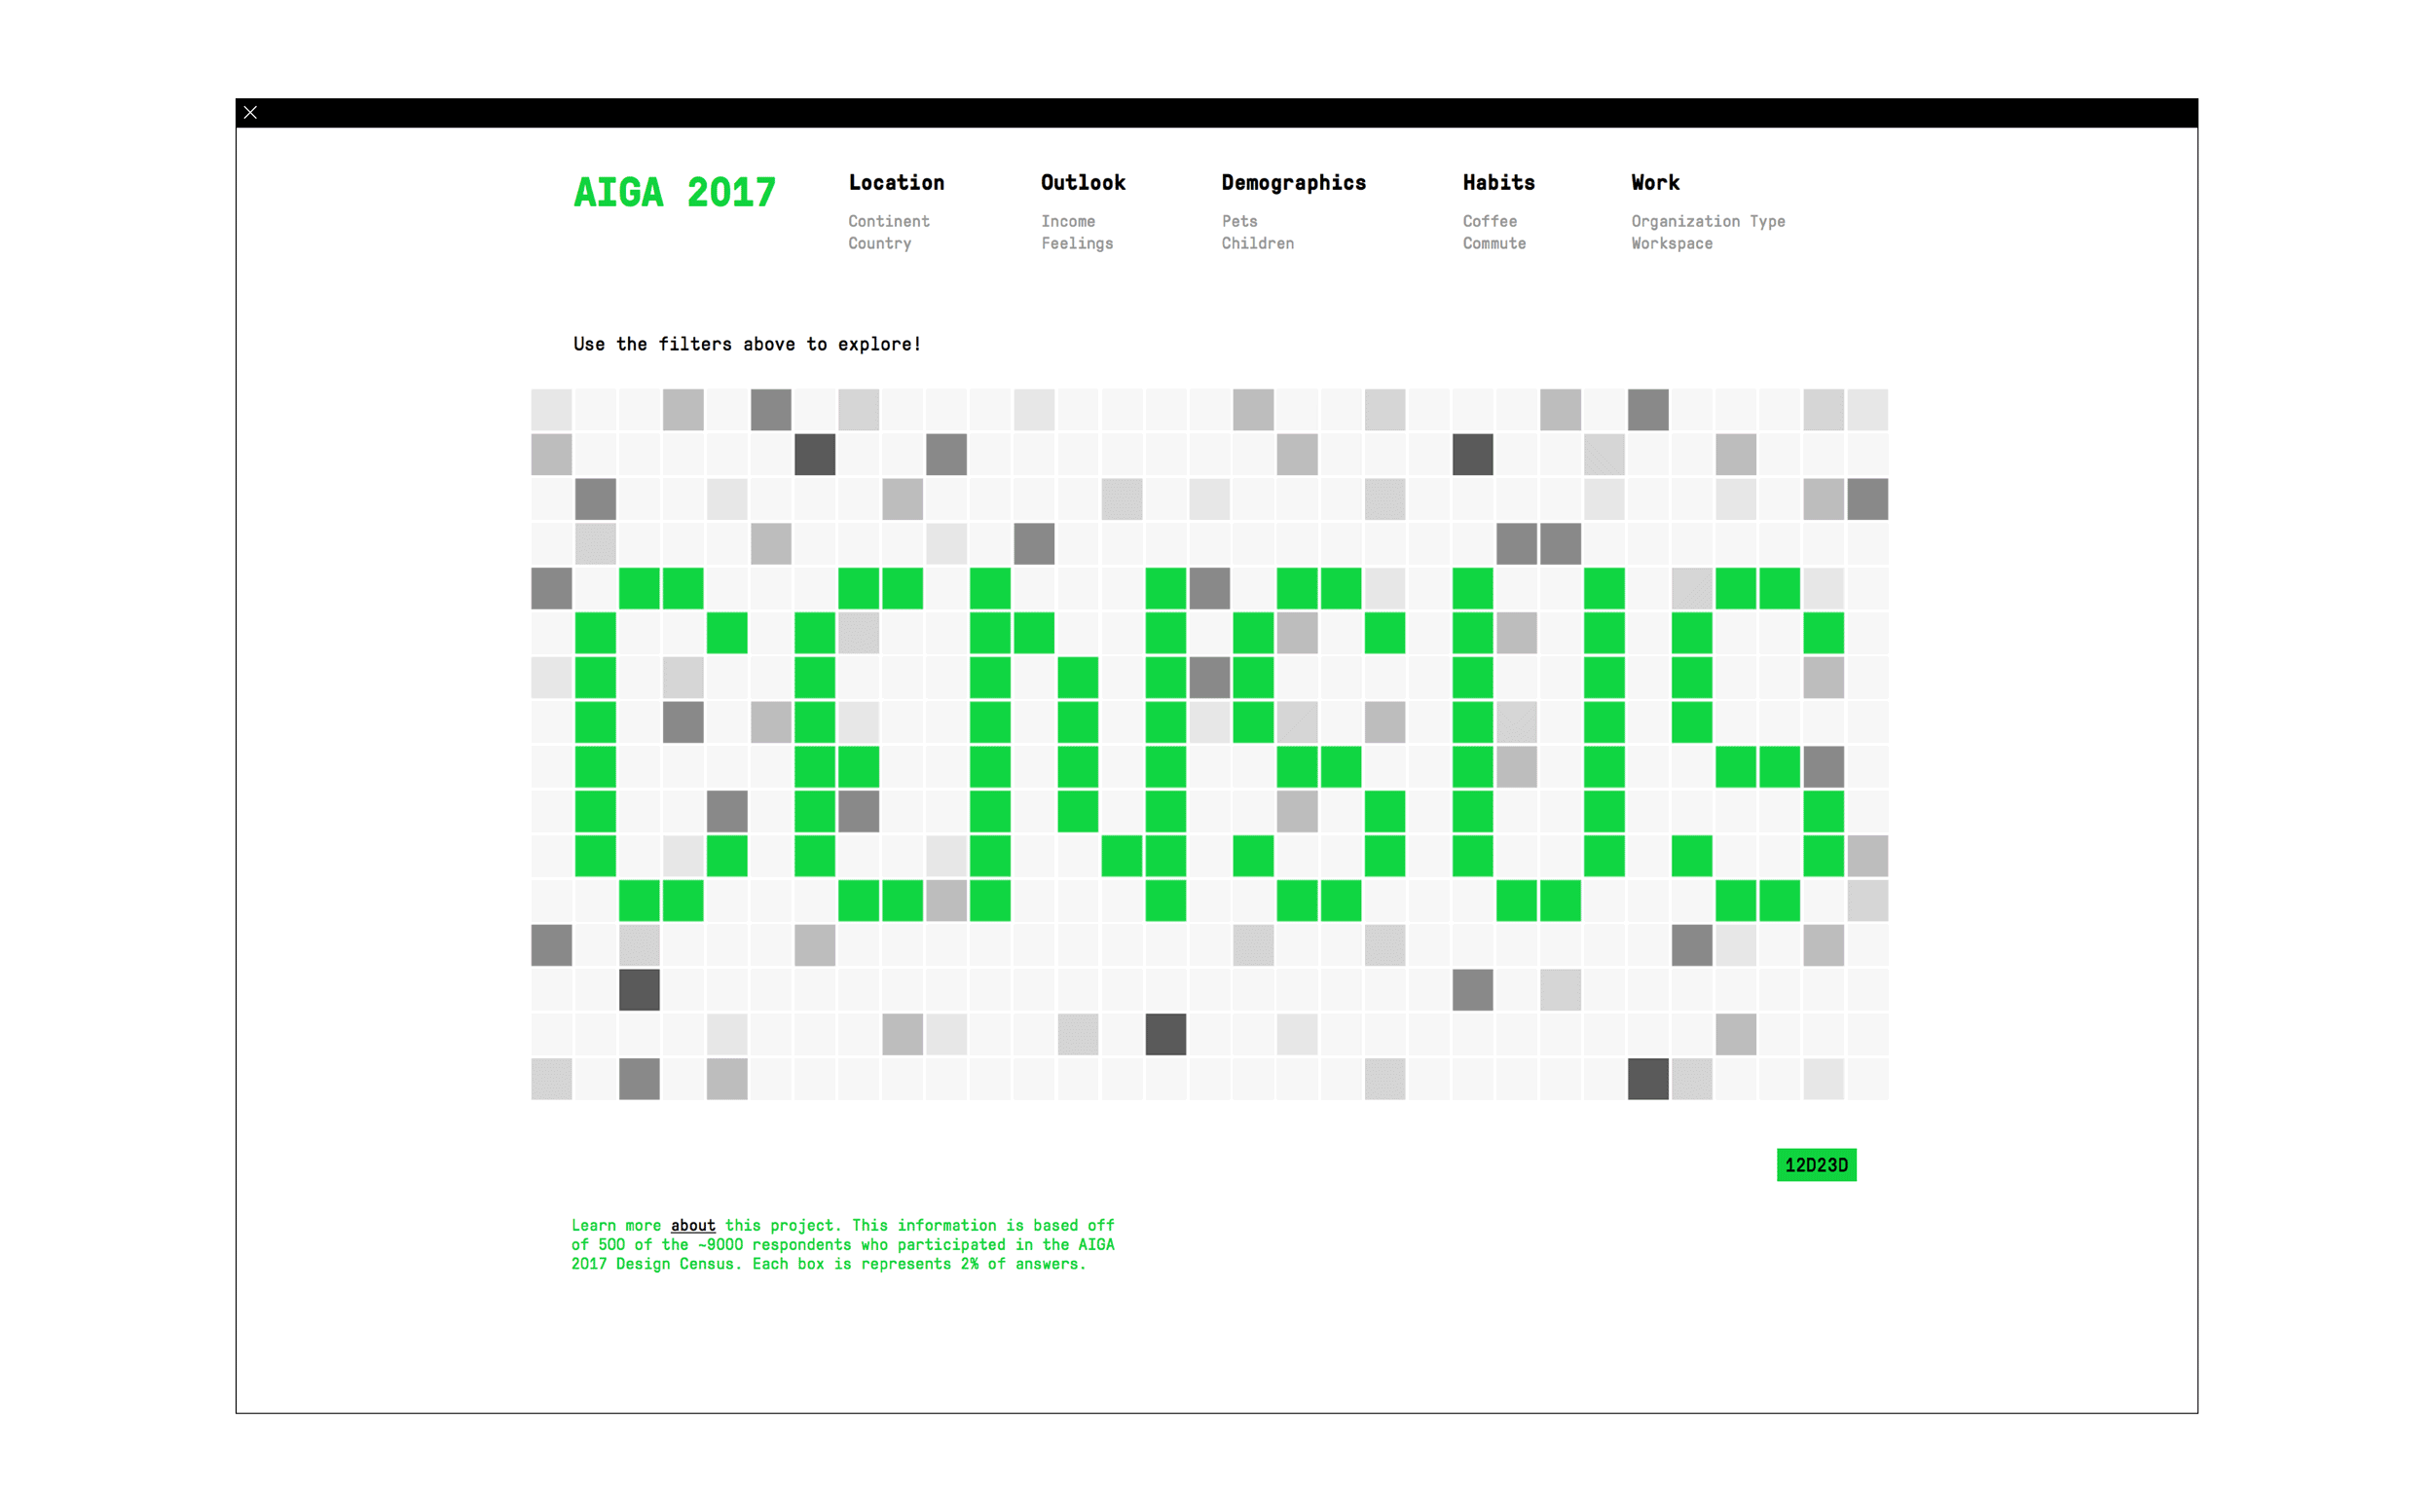 AIGA 2017
Location
Continent
Country
Outlook
Income
Feelings
Demographics
Pets
Children
Habits
Coffee
Commute
Work
Organization Type
Workspace
Use the filters above to explore!
CENSUS
12D23D
Learn more about this project. This information is based off
of 500 of the ~9000 respondents who participated in the AIGA
2017 Design Census. Each box is represents 2% of answers.